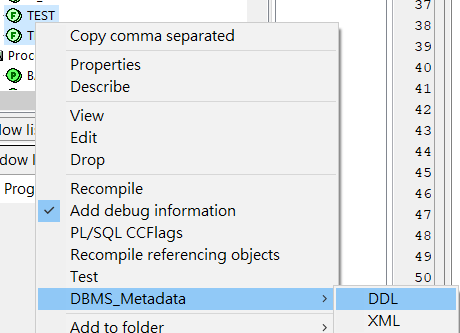 TEST
T
Proc
P
Copy comma separated
Properties
Describe
View
Edit
Drop
Recompile
Add debug information
PL/SQL CCFlags
Recompile referencing objects
Test
DBMS_Metadata
Add to folder
DDL
XML
low lis
dow l
Prog
37
38
39
40
41
42
43
44
45
46
47
48
49
50